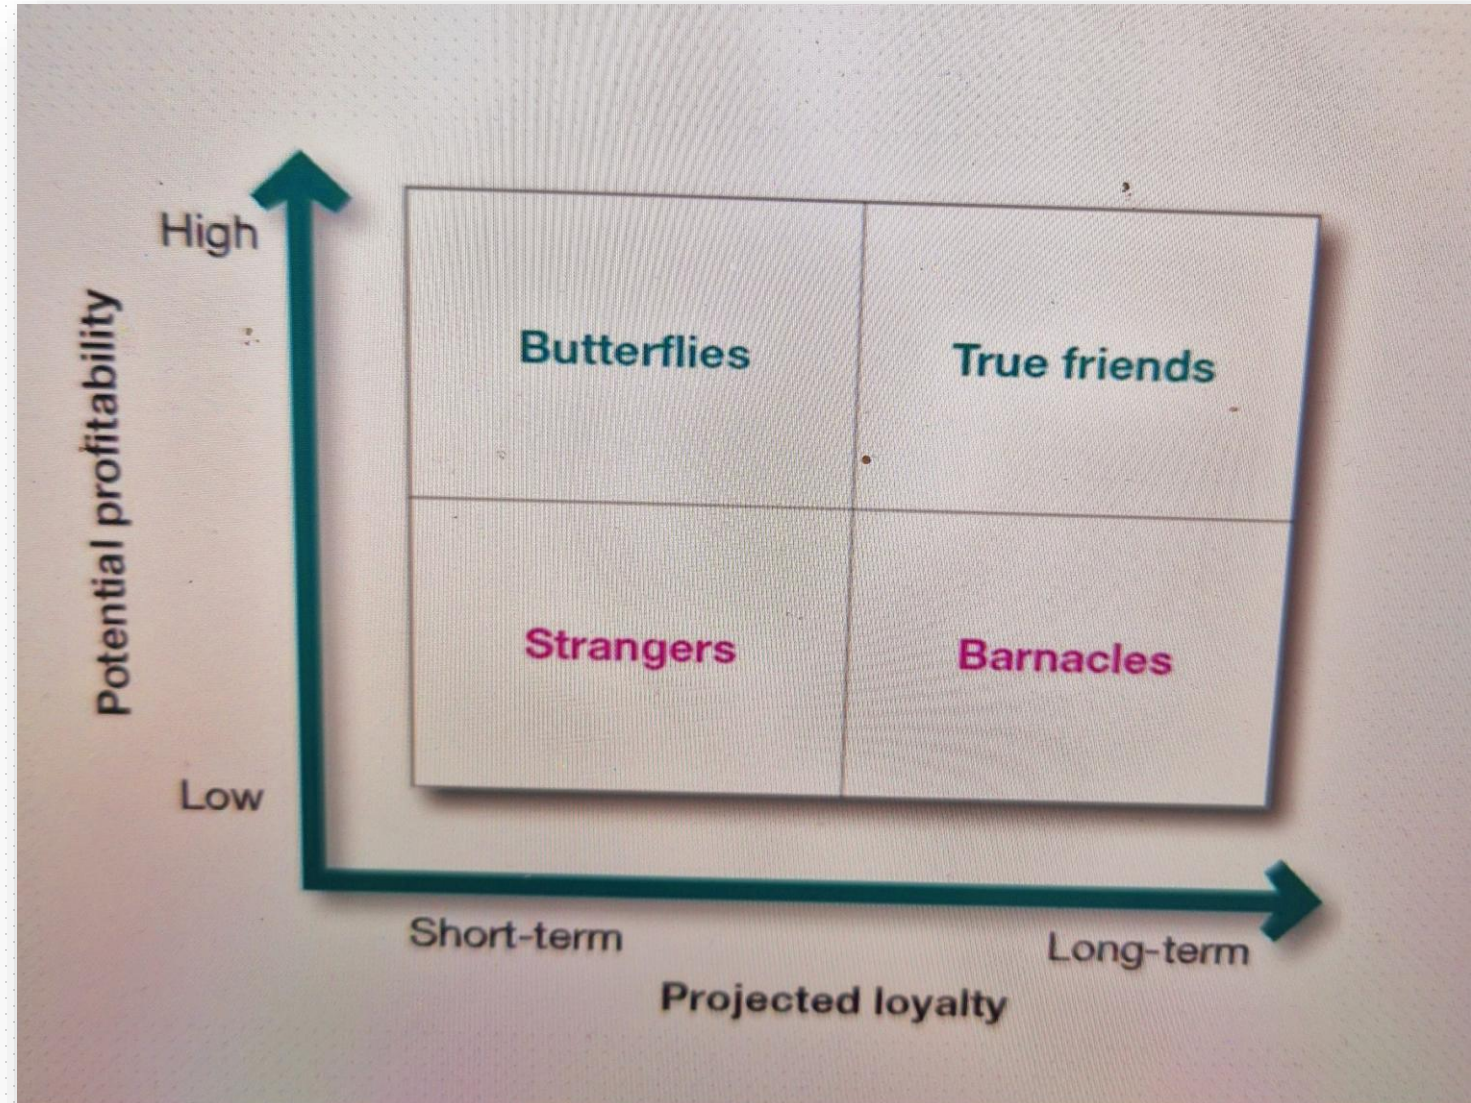 High
Potential profitability
Butterflies
True friends
Strangers
Barnacles
Low
Short-term
Long-term
Projected loyalty